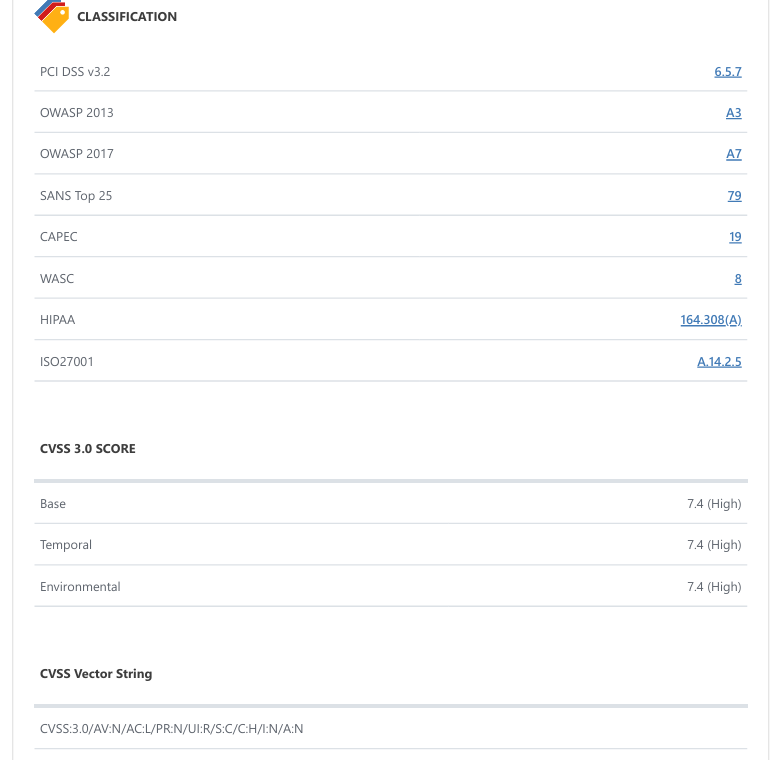 CLASSIFICATION
PCI DSS v3.2 6.5.7
OWASP 2013 A3
OWASP 2017 A7
SANS Top 25 79
CAPEC 19
WASC 8
HIPAA 164.308(A)
ISO27001 A.14.2.5
CVSS 3.0 SCORE
Base 7.4 (High)
Temporal 7.4 (High)
Environmental 7.4 (High)
CVSS Vector String
CVSS:3.0/AV:N/AC:L/PR:N/UI:R/S:C/C:H/I:N/A:N